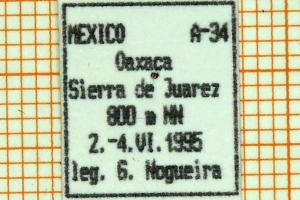 MEXICO A-34
Oaxaca
Sierra de Juarez
800 m NN
2.-4.VI.1995
leg. G. Nogueira